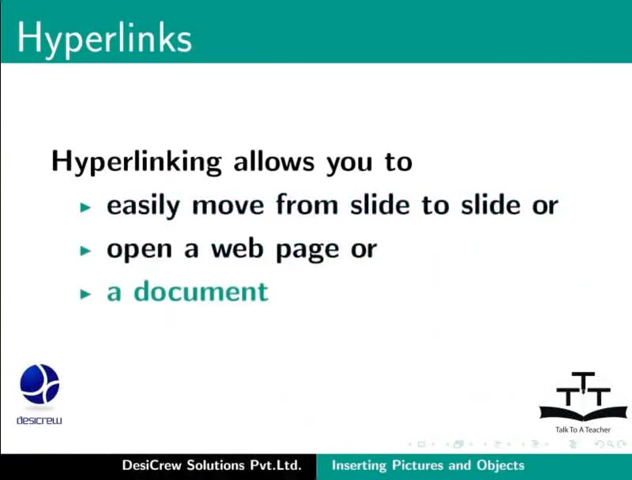 Hyperlinks
Hyperlinking allows you to
easily move from slide to slide or
open a web page or
a document
desicrew
TTT
Talk To A Teacher
DesiCrew Solutions Pvt.Ltd.
Inserting Pictures and Objects